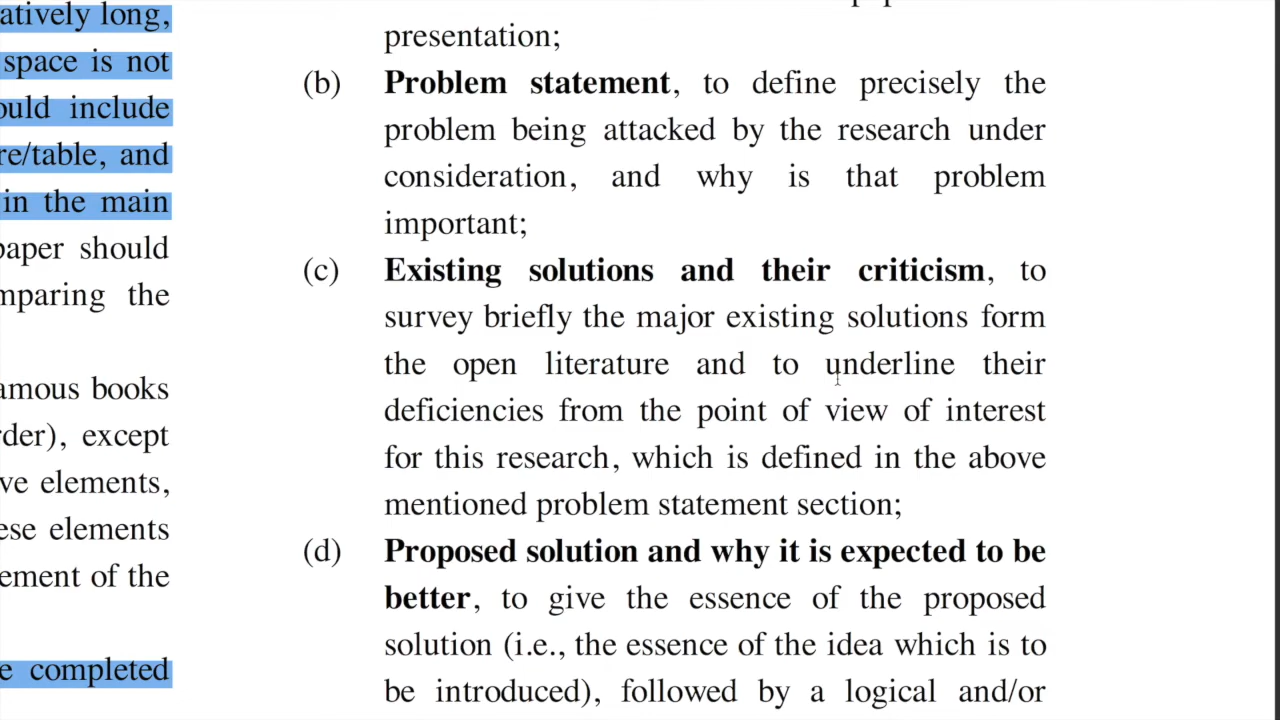 atively long,
space is not
ould include
re/table, and
in the main
paper should
mparing the
amous books
rder), except
ve elements,
ese elements
ement of the
e completed
presentation;
(b) Problem statement, to define precisely the
problem being attacked by the research under
consideration, and why is that problem
important;
(c) Existing solutions and their criticism, to
survey briefly the major existing solutions form
the open literature and to underline their
deficiencies from the point of view of interest
for this research, which is defined in the above
mentioned problem statement section;
(d) Proposed solution and why it is expected to be
better, to give the essence of the proposed
solution (i.e., the essence of the idea which is to
be introduced), followed by a logical and/or